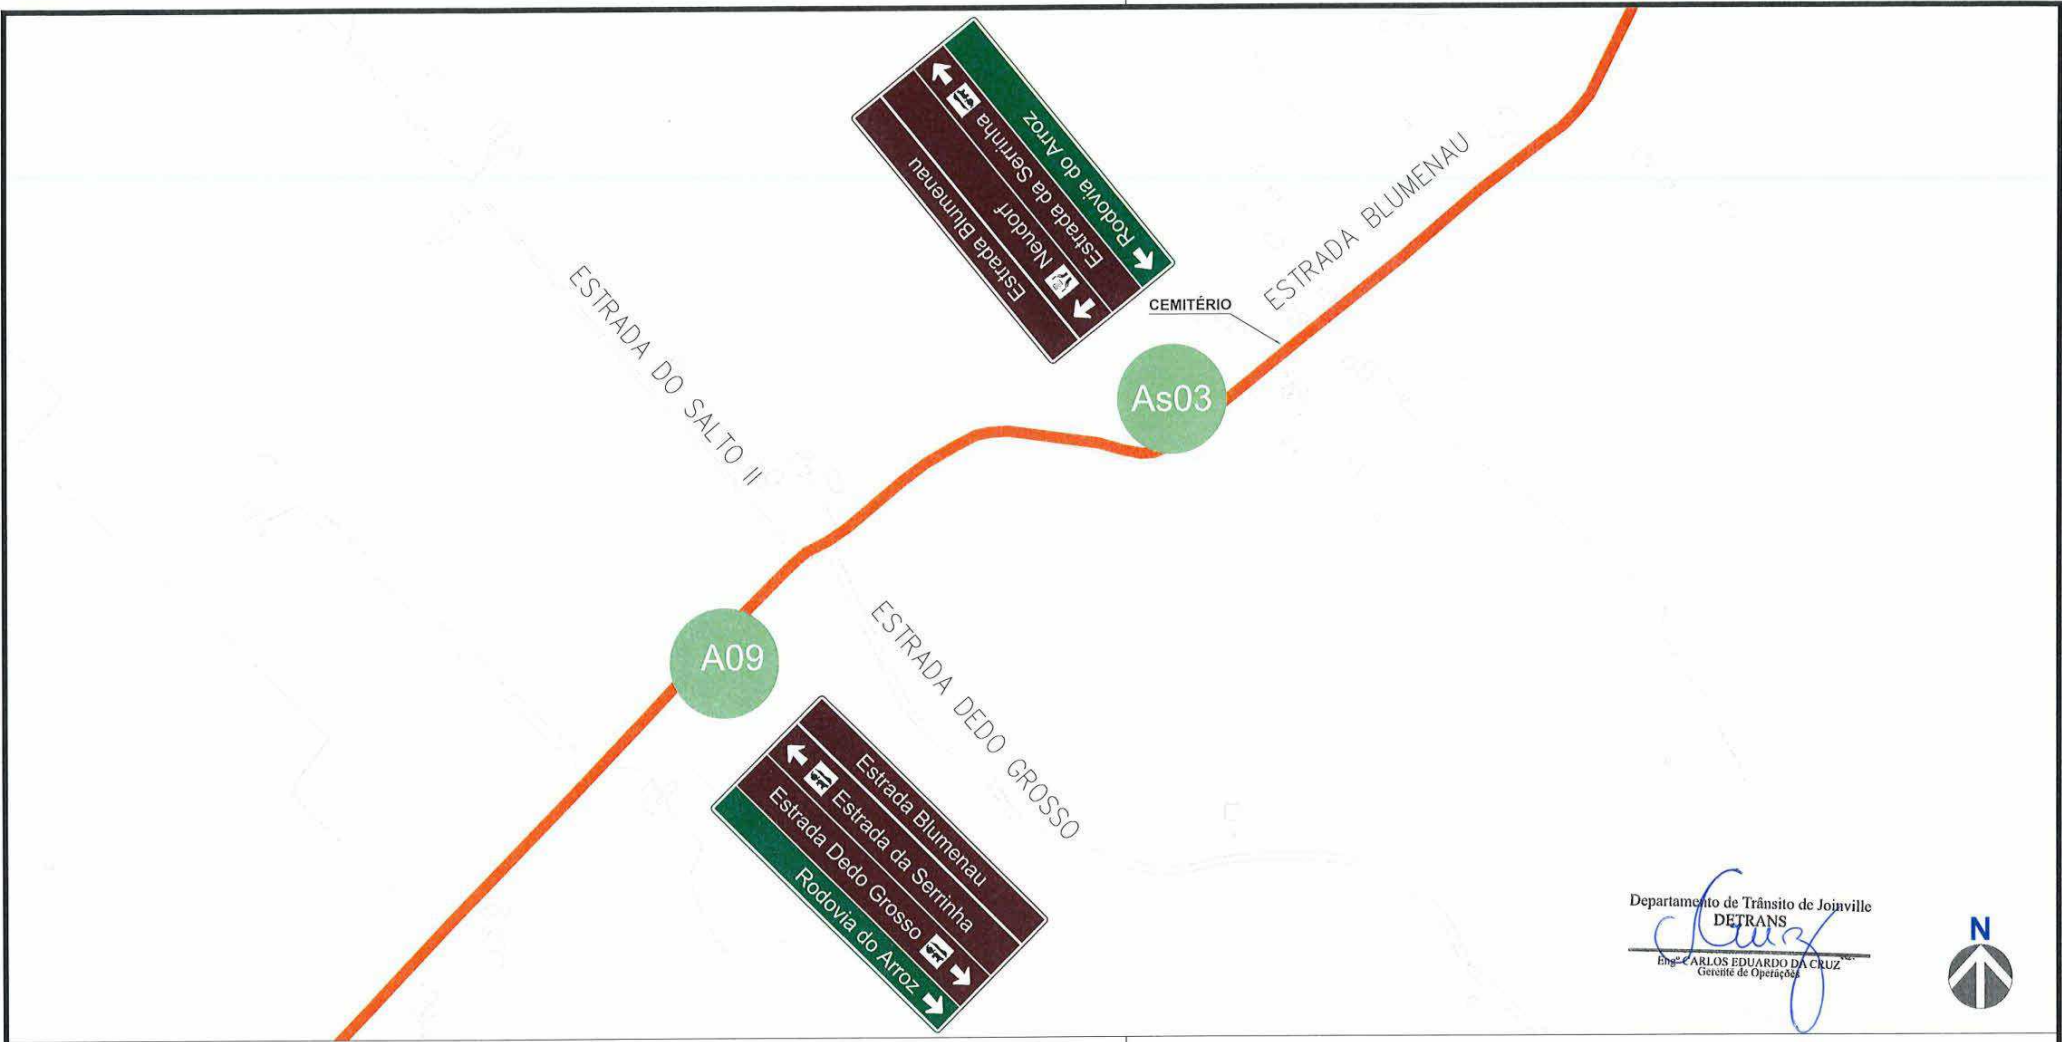 Rodovia do Arroz
Estrada da Serrinha
Neudorf
Estrada Blumenau
ESTRADA BLUMENAU
CEMITÉRIO
As03
ESTRADA DO SALTO II
A09
ESTRADA DEDO GROSSO
Estrada Blumenau
Estrada da Serrinha
Estrada Dedo Grosso
Rodovia do Arroz
Departamento de Trânsito de Joinville
DETRANS
Engº CARLOS EDUARDO DA CRUZ
Gerente de Operações
N